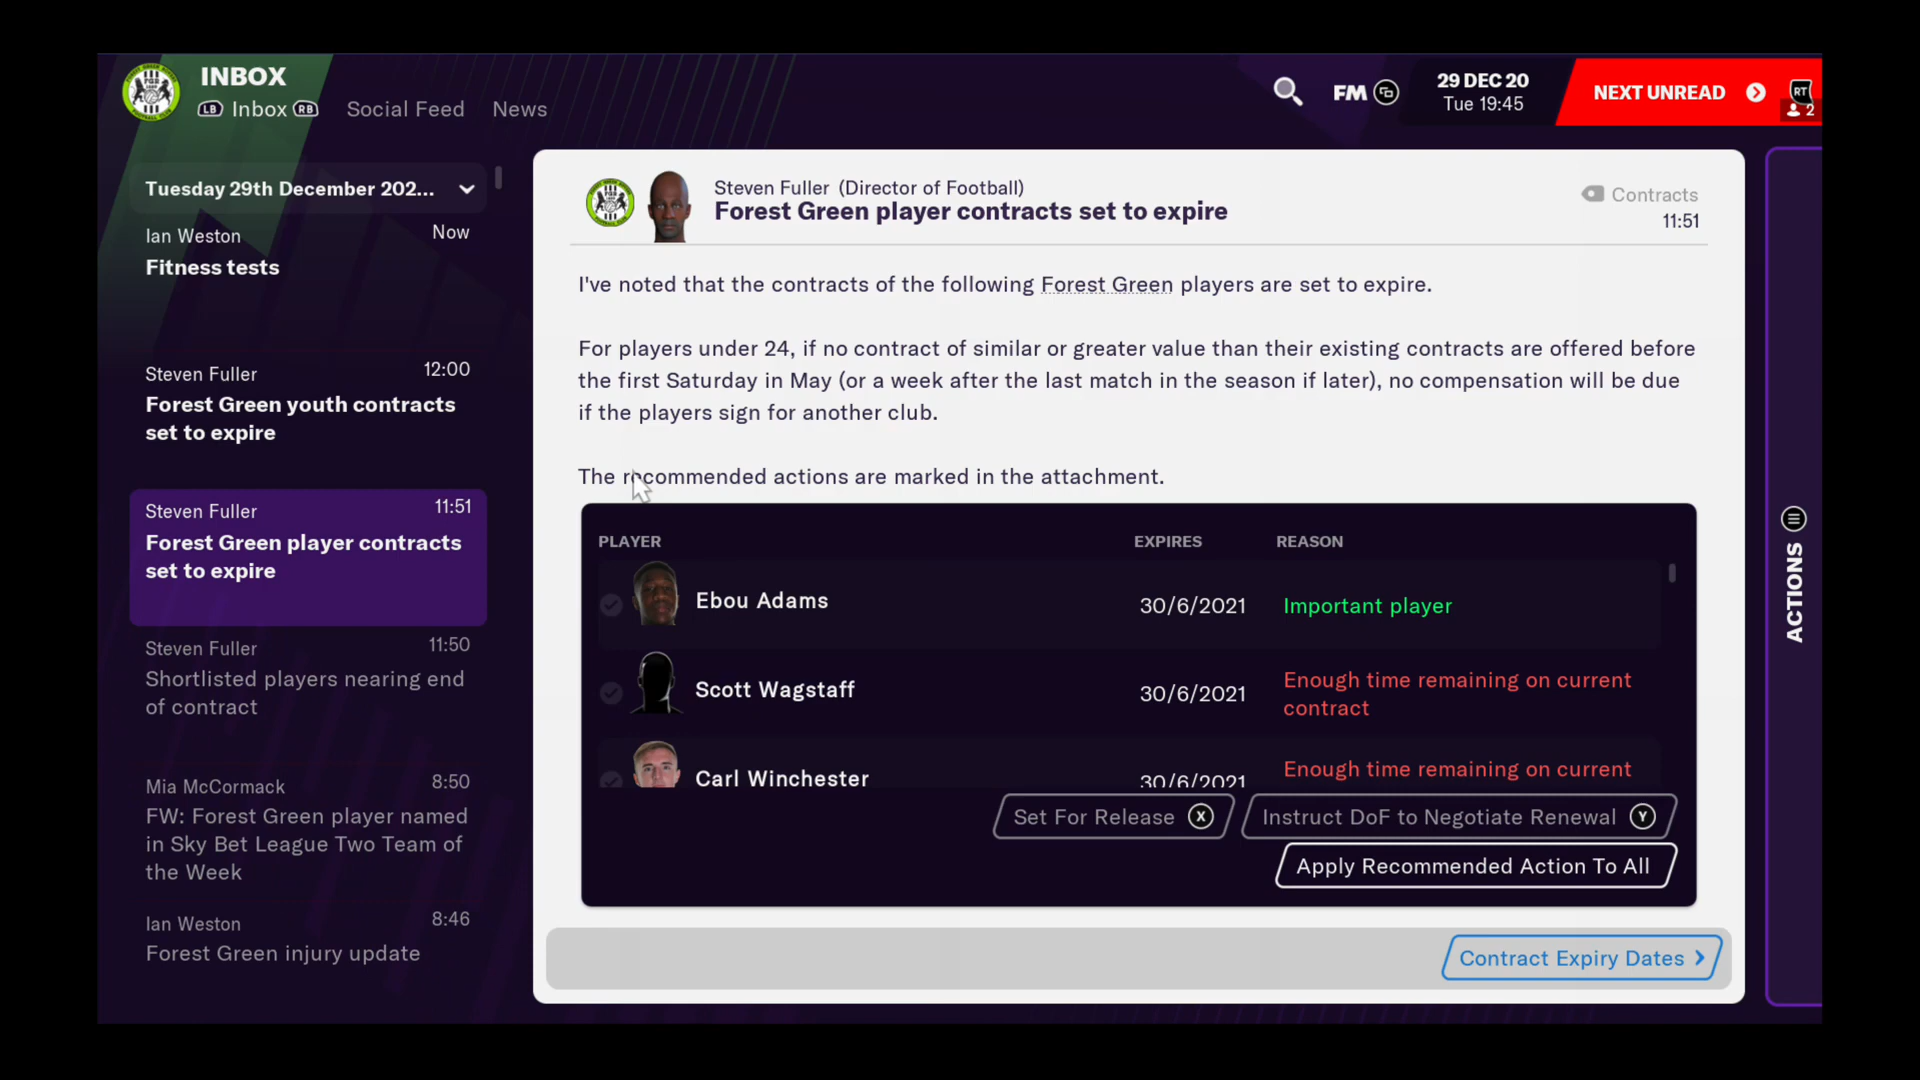 INBOX
LB Inbox RB Social Feed News
FM
29 DEC 20
Tue 19:45
NEXT UNREAD
RT
2
Tuesday 29th December 202...
Ian Weston Now
Fitness tests
Steven Fuller 12:00
Forest Green youth contracts
set to expire
Steven Fuller 11:51
Forest Green player contracts
set to expire
Steven Fuller 11:50
Shortlisted players nearing end
of contract
Mia McCormack 8:50
FW: Forest Green player named
in Sky Bet League Two Team of
the Week
Ian Weston 8:46
Forest Green injury update
Steven Fuller (Director of Football)
Forest Green player contracts set to expire
Contracts
11:51
I've noted that the contracts of the following Forest Green players are set to expire.
For players under 24, if no contract of similar or greater value than their existing contracts are offered before
the first Saturday in May (or a week after the last match in the season if later), no compensation will be due
if the players sign for another club.
The recommended actions are marked in the attachment.
PLAYER EXPIRES REASON
Ebou Adams 30/6/2021 Important player
Scott Wagstaff 30/6/2021 Enough time remaining on current
contract
Carl Winchester 30/6/2021 Enough time remaining on current
Set For Release X
Instruct DoF to Negotiate Renewal Y
Apply Recommended Action To All
Contract Expiry Dates
ACTIONS